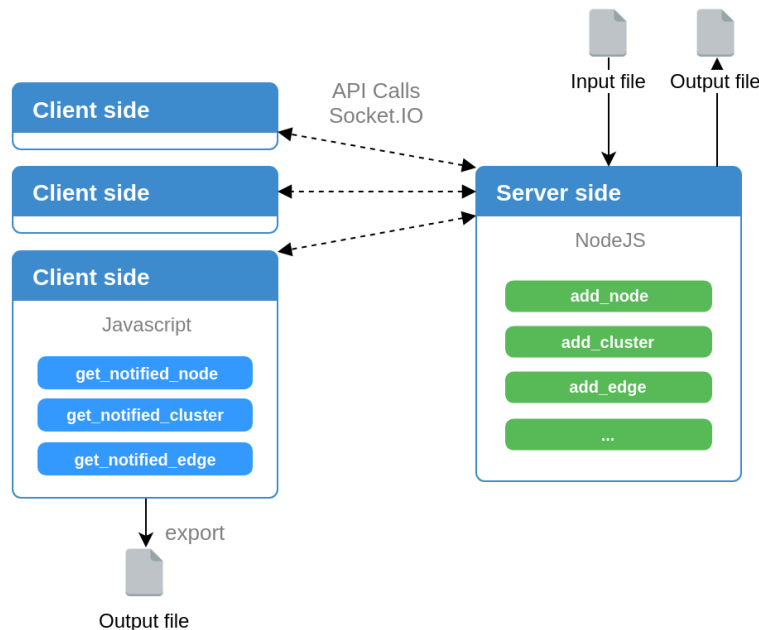 Input file
Output file
API Calls
Socket.IO
Client side
Client side
Client side
Javascript
get_notified_node
get_notified_cluster
get_notified_edge
export
Output file
Server side
NodeJS
add_node
add_cluster
add_edge
...